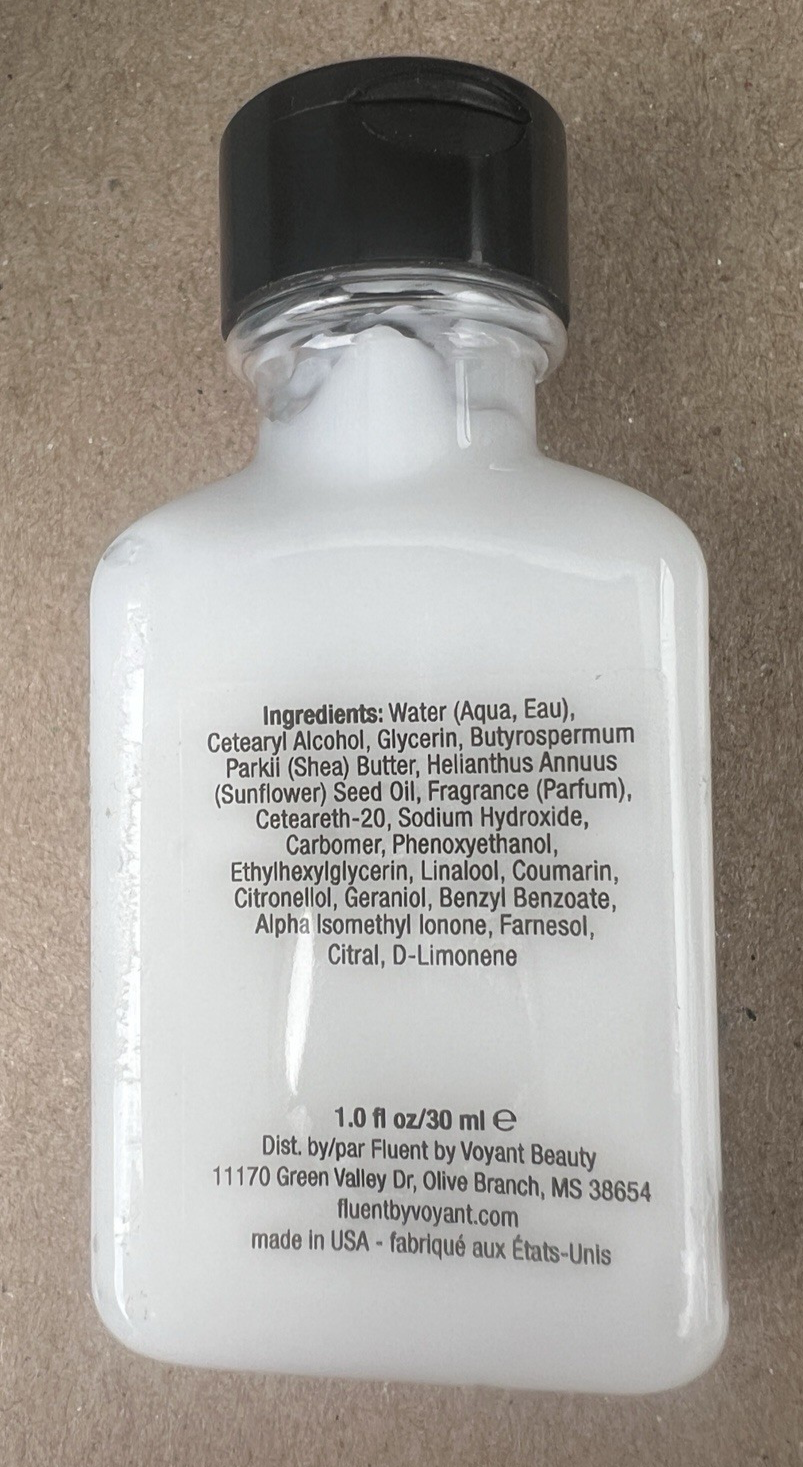 Ingredients: Water (Aqua, Eau),
Cetearyl Alcohol, Glycerin, Butyrospermum
Parkii (Shea) Butter, Helianthus Annuus
(Sunflower) Seed Oil, Fragrance (Parfum),
Ceteareth-20, Sodium Hydroxide,
Carbomer, Phenoxyethanol,
Ethylhexylglycerin, Linalool, Coumarin,
Citronellol, Geraniol, Benzyl Benzoate,
Alpha Isomethyl Ionone, Farnesol,
Citral, D-Limonene
1.0 fl oz/30 ml ℮
Dist. by/par Fluent by Voyant Beauty
11170 Green Valley Dr, Olive Branch, MS 38654
fluentbyvoyant.com
made in USA - fabriqué aux États-Unis